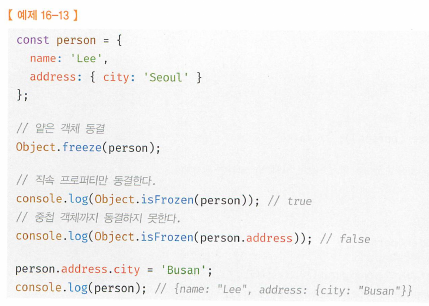 【 예제 16-13 】
const person = {
  name: 'Lee',
  address: { city: 'Seoul' }
};

// 얕은 객체 동결
Object.freeze(person);

// 직속 프로퍼티만 동결한다.
console.log(Object.isFrozen(person)); // true
// 중첩 객체까지 동결하지 못한다.
console.log(Object.isFrozen(person.address)); // false

person.address.city = 'Busan';
console.log(person); // {name: "Lee", address: {city: "Busan"}}